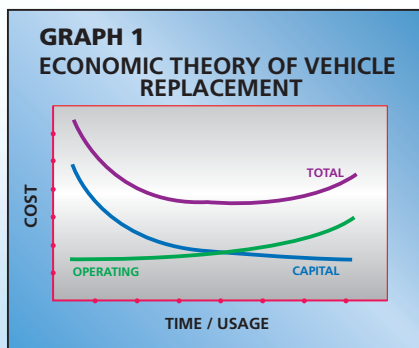 GRAPH 1
ECONOMIC THEORY OF VEHICLE
REPLACEMENT
TOTAL
COST
OPERATING
CAPITAL
TIME / USAGE